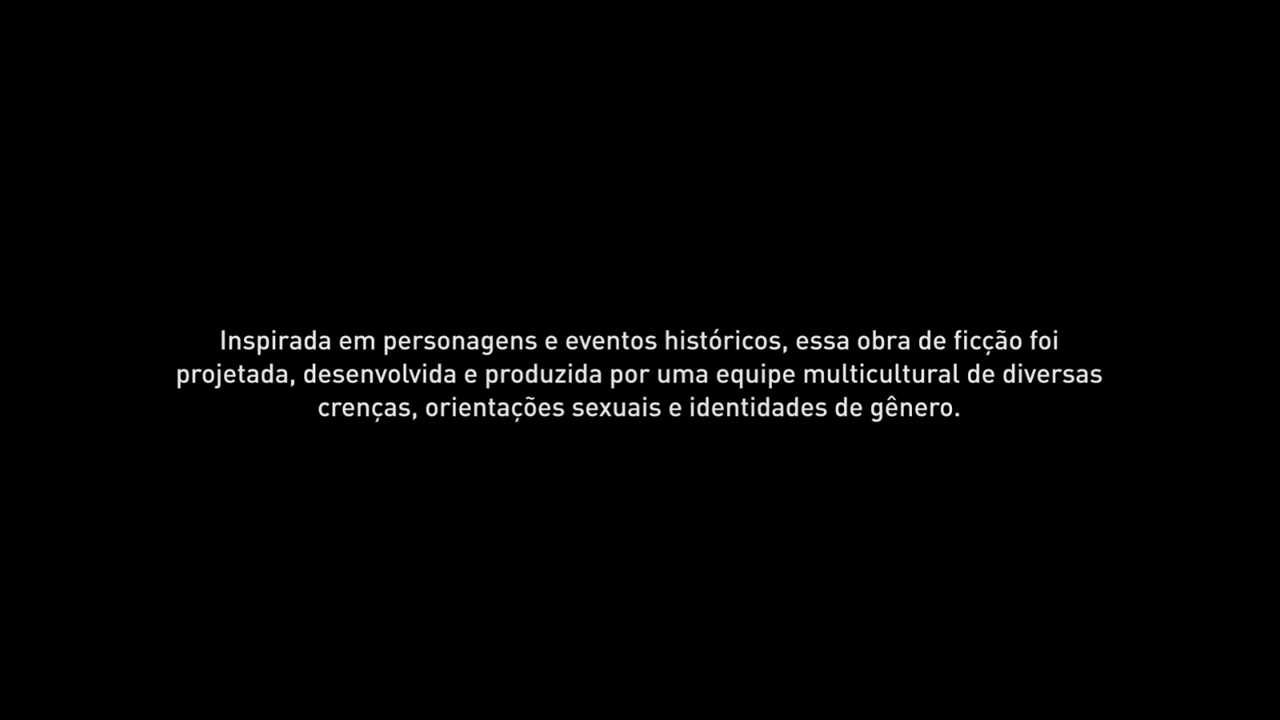 Inspirada em personagens e eventos históricos, essa obra de ficção foi
projetada, desenvolvida e produzida por uma equipe multicultural de diversas
crenças, orientações sexuais e identidades de gênero.